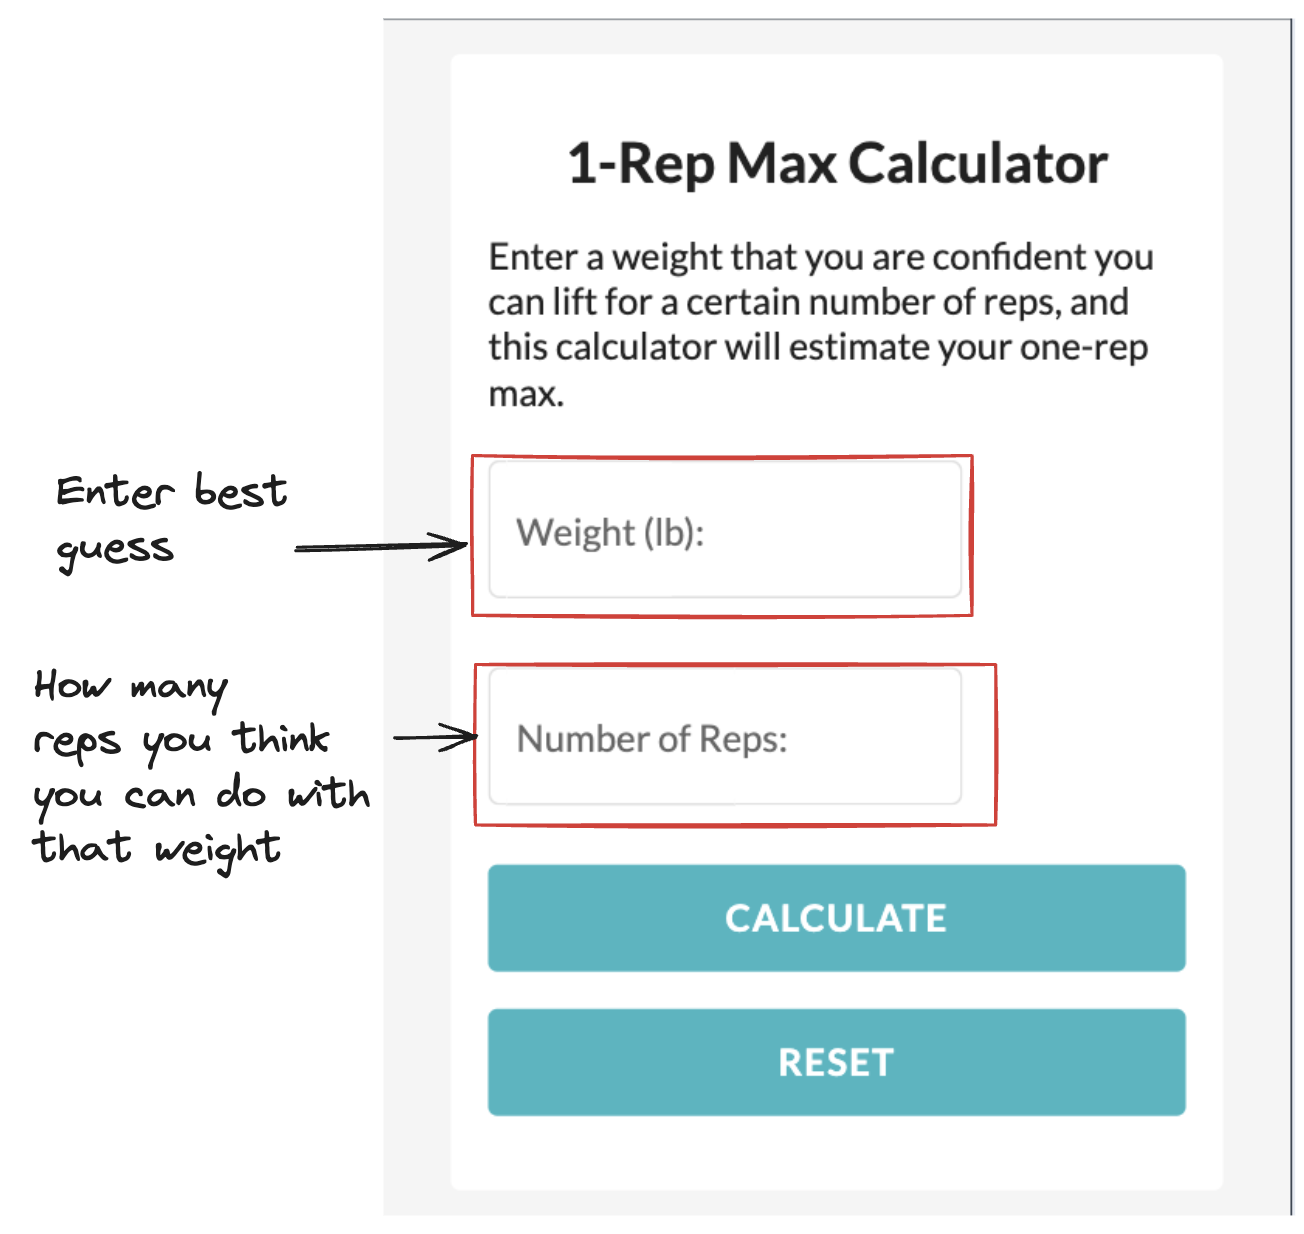 1-Rep Max Calculator
Enter a weight that you are confident you
can lift for a certain number of reps, and
this calculator will estimate your one-rep
max.
Enter best
guess
Weight (lb):
How many
reps you think
you can do with
that weight
Number of Reps:
CALCULATE
RESET